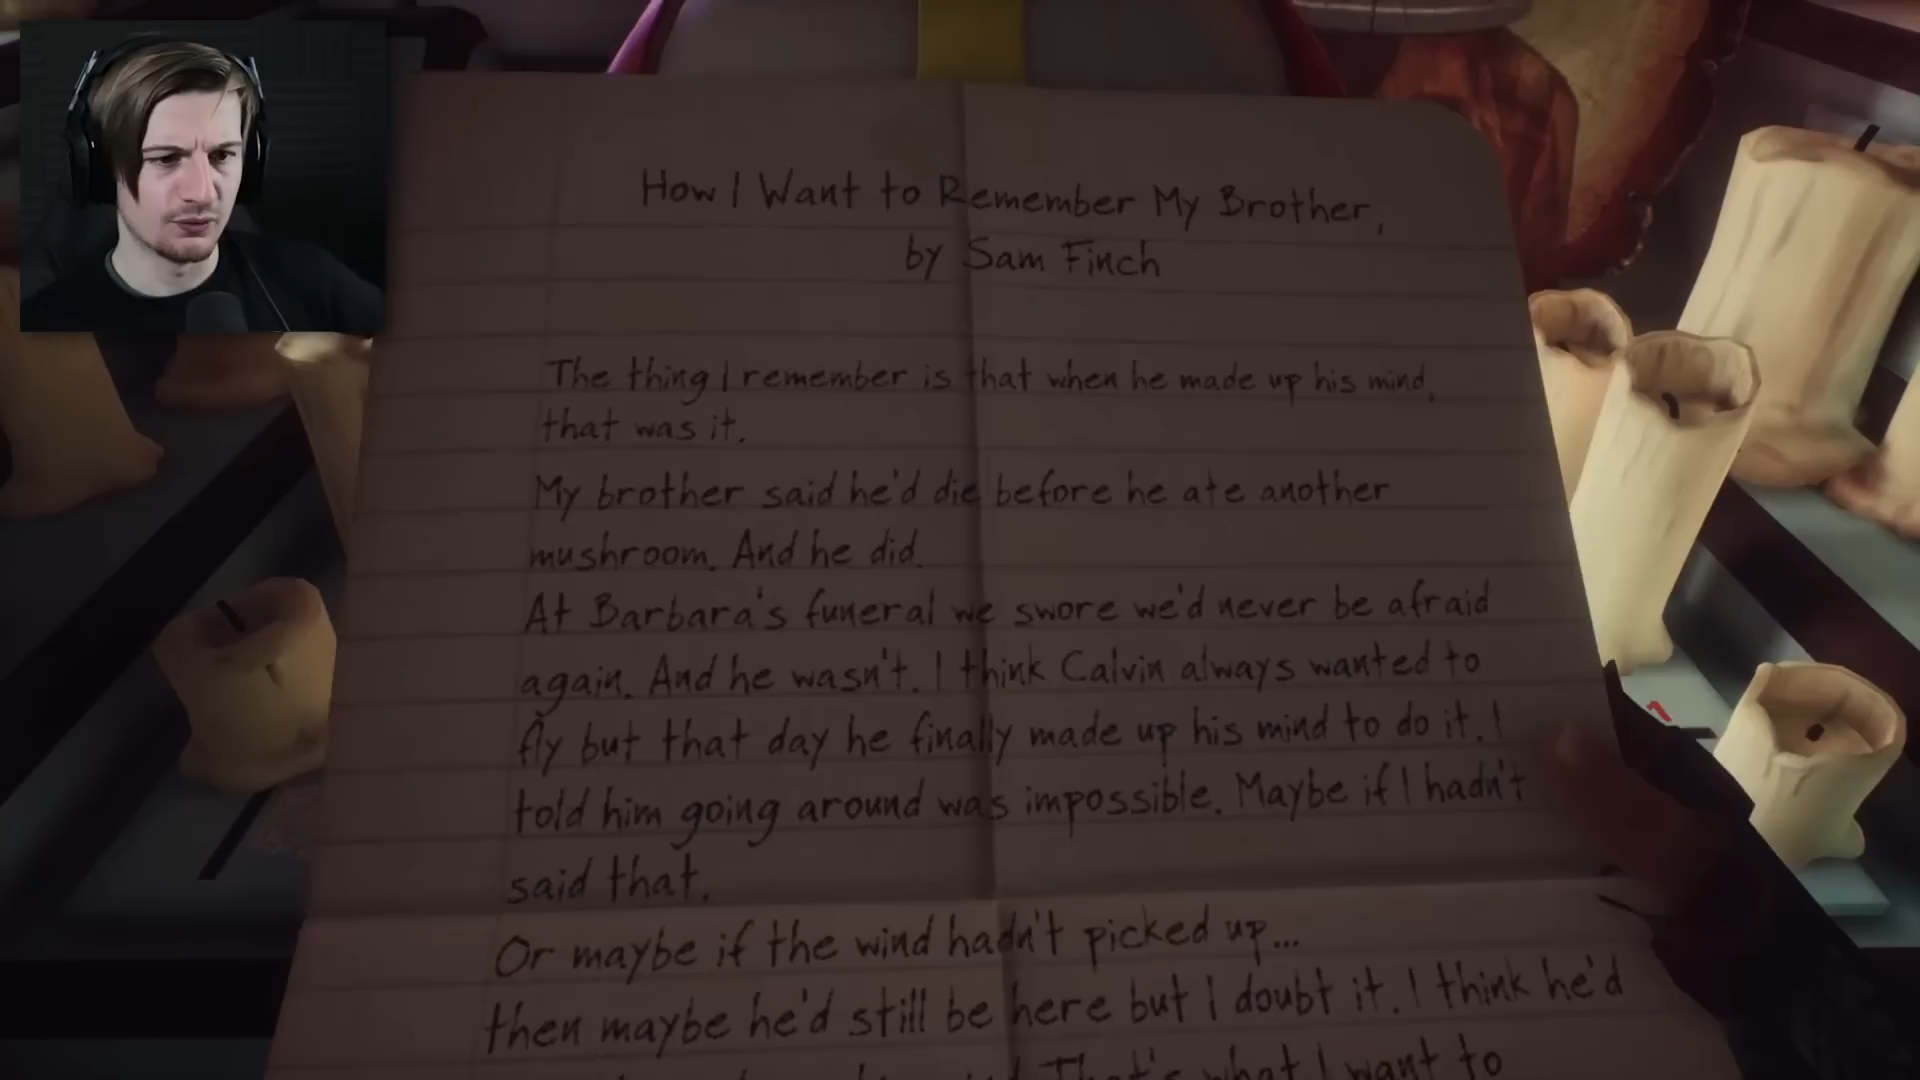 How I Want to Remember My Brother,
by Sam Finch
The thing I remember is that when he made up his mind,
that was it.
My brother said he'd die before he ate another
mushroom. And he did.
At Barbara's funeral we swore we'd never be afraid
again. And he wasn't. I think Calvin always wanted to
fly but that day he finally made up his mind to do it. I
told him going around was impossible. Maybe if I hadn't
said that.
Or maybe if the wind hadn't picked up...
then maybe he'd still be here but I doubt it. I think he'd
That's what I want to